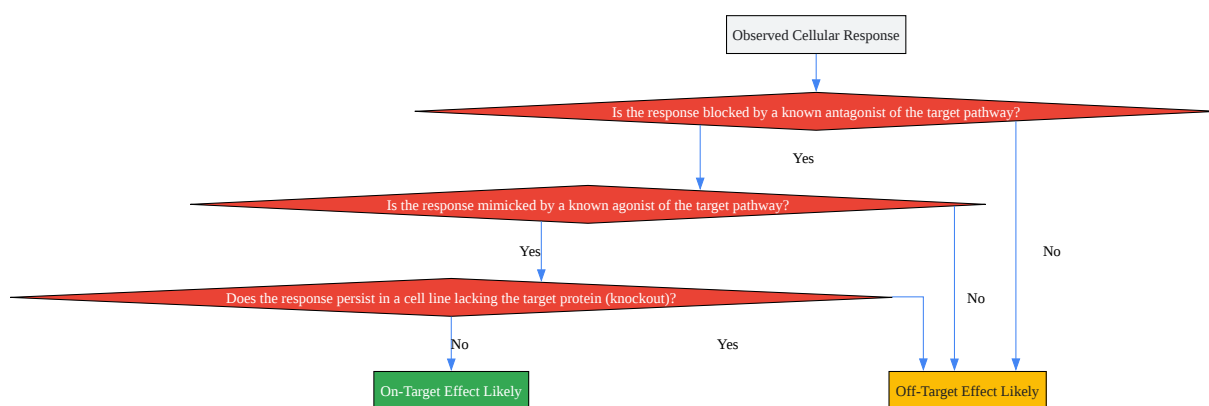 Observed Cellular Response
Is the response blocked by a known antagonist of the target pathway?
Yes
Is the response mimicked by a known agonist of the target pathway?
Yes
No
Does the response persist in a cell line lacking the target protein (knockout)?
No
No
Yes
On-Target Effect Likely
Off-Target Effect Likely